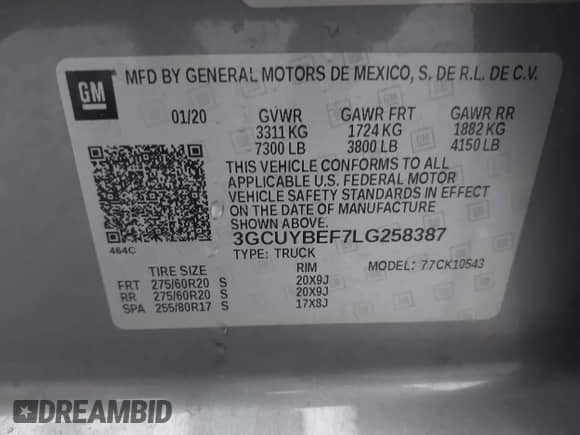 GM
MFD BY GENERAL MOTORS DE MEXICO, S. DE R.L. DE C.V.
01/20 GVWR GAWR FRT GAWR RR
3311 KG 1724 KG 1882 KG
7300 LB 3800 LB 4150 LB
THIS VEHICLE CONFORMS TO ALL
APPLICABLE U.S. FEDERAL MOTOR
VEHICLE SAFETY STANDARDS IN EFFECT
ON THE DATE OF MANUFACTURE
SHOWN ABOVE.
464C
3GCUYBEF7LG258387
TYPE: TRUCK MODEL: 77CK10543
TIRE SIZE RIM
FRT 275/60R20 S 20X9J
RR 275/60R20 S 20X9J
SPA 255/80R17 S 17X8J
DREAMBID